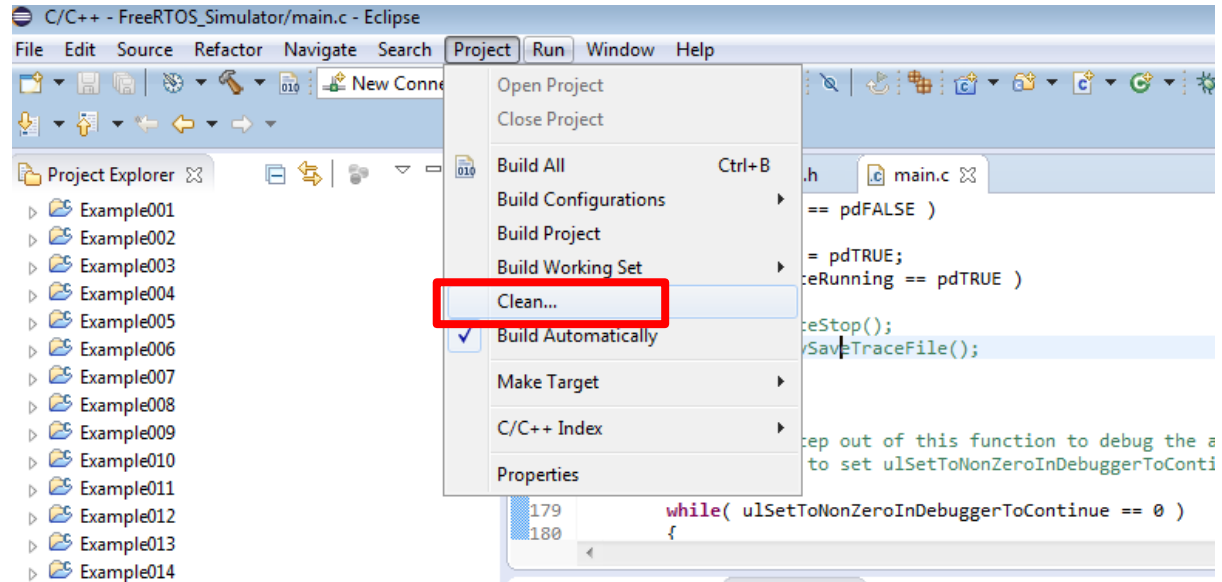 C/C++ - FreeRTOS_Simulator/main.c - Eclipse
File Edit Source Refactor Navigate Search Project Run Window Help
010 New Conne
Project Explorer
Example001
Example002
Example003
Example004
Example005
Example006
Example007
Example008
Example009
Example010
Example011
Example012
Example013
Example014
Open Project
Close Project
010 Build All Ctrl+B
Build Configurations
Build Project
Build Working Set
Clean...
Build Automatically
Make Target
C/C++ Index
Properties
.h .c main.c
== pdFALSE )
= pdTRUE;
teRunning == pdTRUE )
teStop();
ySaveTraceFile();
tep out of this function to debug the a
to set ulSetToNonZeroInDebuggerToConti
179 while( ulSetToNonZeroInDebuggerToContinue == 0 )
180 {